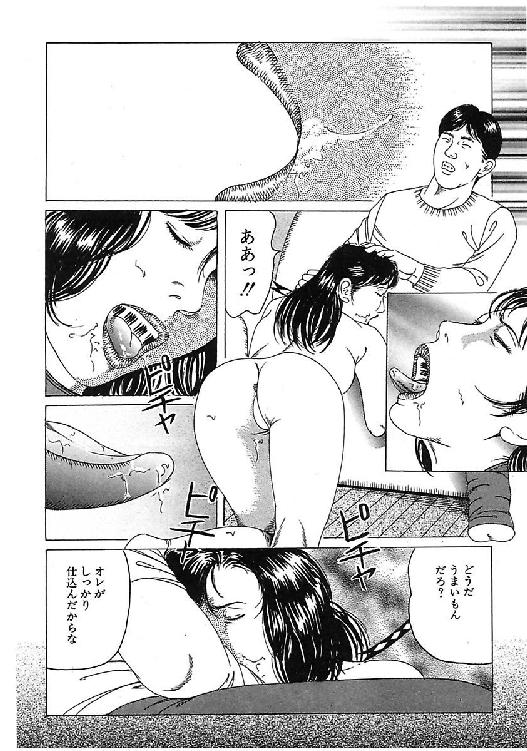 ああっ!!
ピチャ
ピチャ
ピチャ
どうだ
うまいもん
だろ?
オレが
しっかり
仕込んだからな